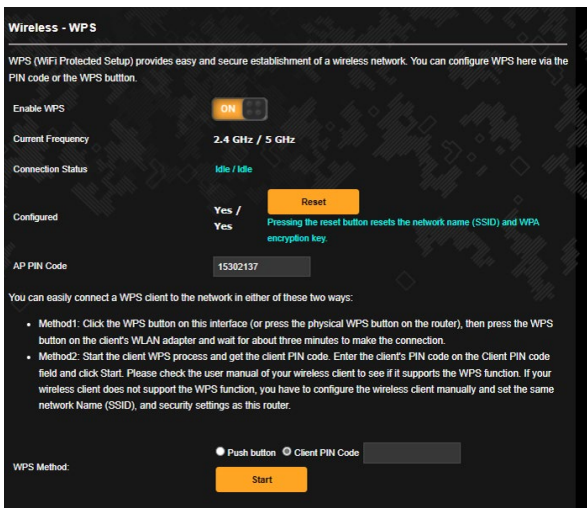 Wireless - WPS
WPS (WiFi Protected Setup) provides easy and secure establishment of a wireless network. You can configure WPS here via the
PIN code or the WPS buttton.
Enable WPS
ON
Current Frequency
2.4 GHz / 5 GHz
Connection Status
Idle / Idle
Configured
Yes /
Yes
Reset
Pressing the reset button resets the network name (SSID) and WPA
encryption key.
AP PIN Code
15302137
You can easily connect a WPS client to the network in either of these two ways:
• Method1: Click the WPS button on this interface (or press the physical WPS button on the router), then press the WPS
button on the client's WLAN adapter and wait for about three minutes to make the connection.
• Method2: Start the client WPS process and get the client PIN code. Enter the client's PIN code on the Client PIN code
field and click Start. Please check the user manual of your wireless client to see if it supports the WPS function. If your
wireless client does not support the WPS function, you have to configure the wireless client manually and set the same
network Name (SSID), and security settings as this router.
WPS Method:
Push button Client PIN Code
Start